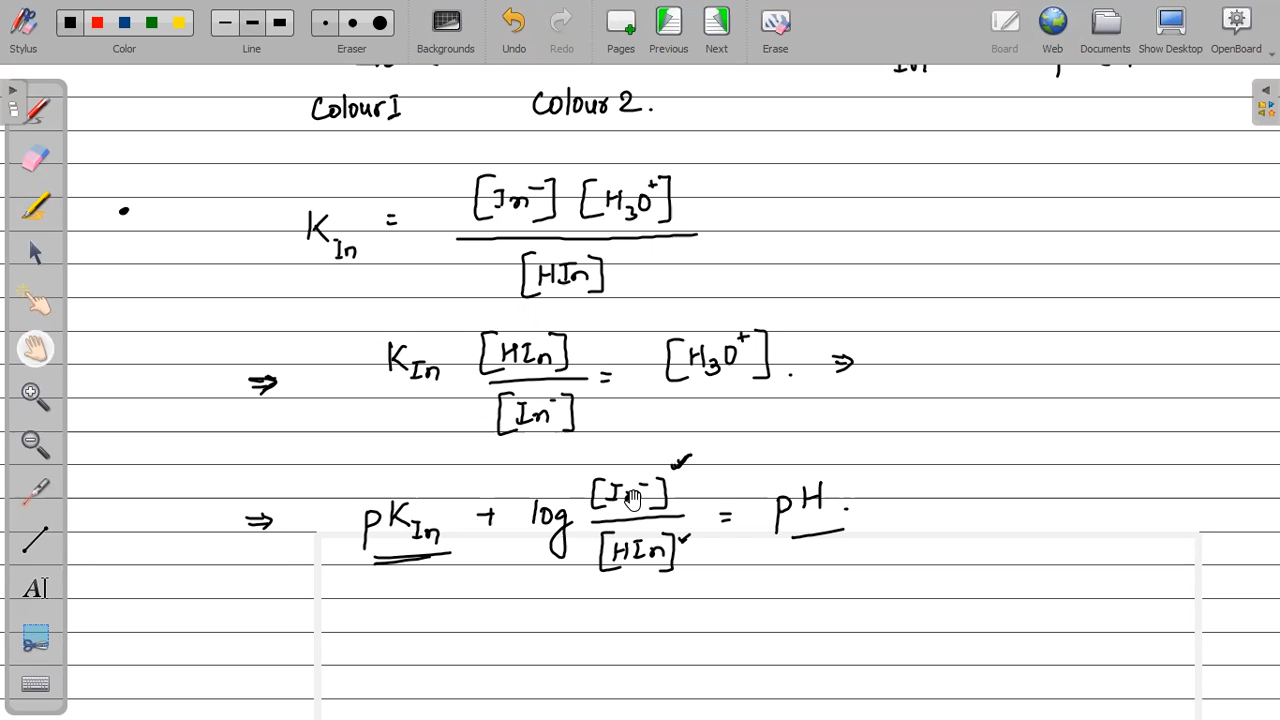 Stylus Color Line Eraser Backgrounds Undo Redo Pages Previous Next Erase Board Web Documents Show Desktop OpenBoard
In
Colour I Colour 2.
K_In = [In⁻] [H₃O⁺] / [HIn]
⇒ K_In [HIn] / [In⁻] = [H₃O⁺] . ⇒
⇒ pK_In + log [In⁻] ✓ / [HIn] ✓ = pH .